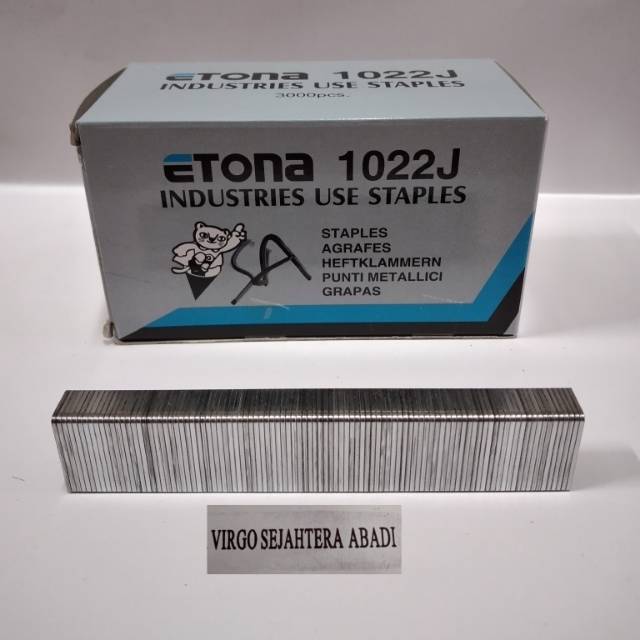 ETONA 1022J
INDUSTRIES USE STAPLES
3000pcs.
ETONA 1022J
INDUSTRIES USE STAPLES
STAPLES
AGRAFES
HEFTKLAMMERN
PUNTI METALLICI
GRAPAS
SA
VIRGO SEJAHTERA ABADI